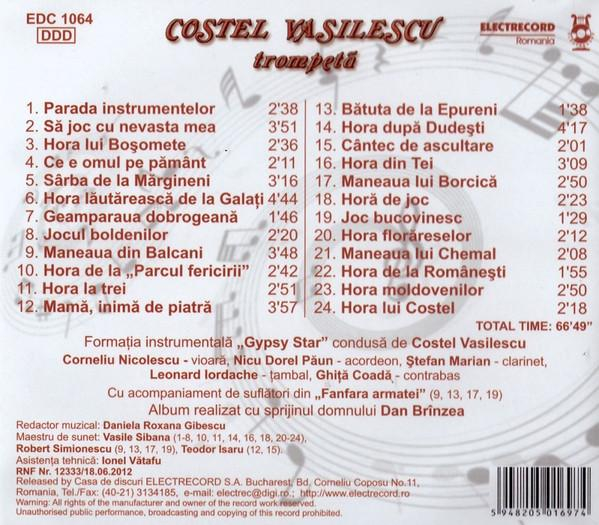 EDC 1064
DDD
COSTEL VASILESCU
trompetă
ELECTRECORD
Romania
1. Parada instrumentelor 2'38
2. Să joc cu nevasta mea 3'51
3. Hora lui Boşomete 2'36
4. Ce e omul pe pământ 2'11
5. Sârba de la Mărgineni 3'16
6. Hora lăutărească de la Galaţi 4'44
7. Geamparaua dobrogeană 1'46
8. Jocul boldenilor 2'20
9. Maneaua din Balcani 3'48
10. Hora de la „Parcul fericirii" 2'42
11. Hora la trei 2'51
12. Mamă, inimă de piatră 3'57
13. Bătuta de la Epureni 1'38
14. Hora după Dudeşti 4'17
15. Cântec de ascultare 2'01
16. Hora din Tei 3'09
17. Maneaua lui Borcică 2'50
18. Horă de joc 2'23
19. Joc bucovinesc 1'29
20. Hora florăreselor 2'12
21. Maneaua lui Chemal 2'08
22. Hora de la Româneşti 1'55
23. Hora moldovenilor 2'50
24. Hora lui Costel 2'18
TOTAL TIME: 66'49"
Formaţia instrumentală „Gypsy Star" condusă de Costel Vasilescu
Corneliu Nicolescu - vioară, Nicu Dorel Păun - acordeon, Ştefan Marian - clarinet,
Leonard Iordache - ţambal, Ghiţă Coadă - contrabas
Cu acompaniament de suflători din „Fanfara armatei" (9, 13, 17, 19)
Album realizat cu sprijinul domnului Dan Brînzea
Redactor muzical: Daniela Roxana Gibescu
Maestru de sunet: Vasile Sibana (1-8, 10, 11, 14, 16, 18, 20-24),
Robert Simionescu (9, 13, 17, 19), Teodor Isaru (12, 15).
Asistenţa tehnică: Ionel Vătafu
RNF Nr. 12333/18.06.2012
Released by Casa de discuri ELECTRECORD S.A. Bucharest, Bd. Corneliu Coposu No.11,
Romania, Tel./Fax: (40-21) 3134185, e-mail: electrec@digi.ro,; http://www.electrecord.ro
Warning: All rights of the manufacturer and of the owner of the recorded work reserved.
Unauthorised public performance, broadcasting and copying of this record prohibited.
5 948205 016974